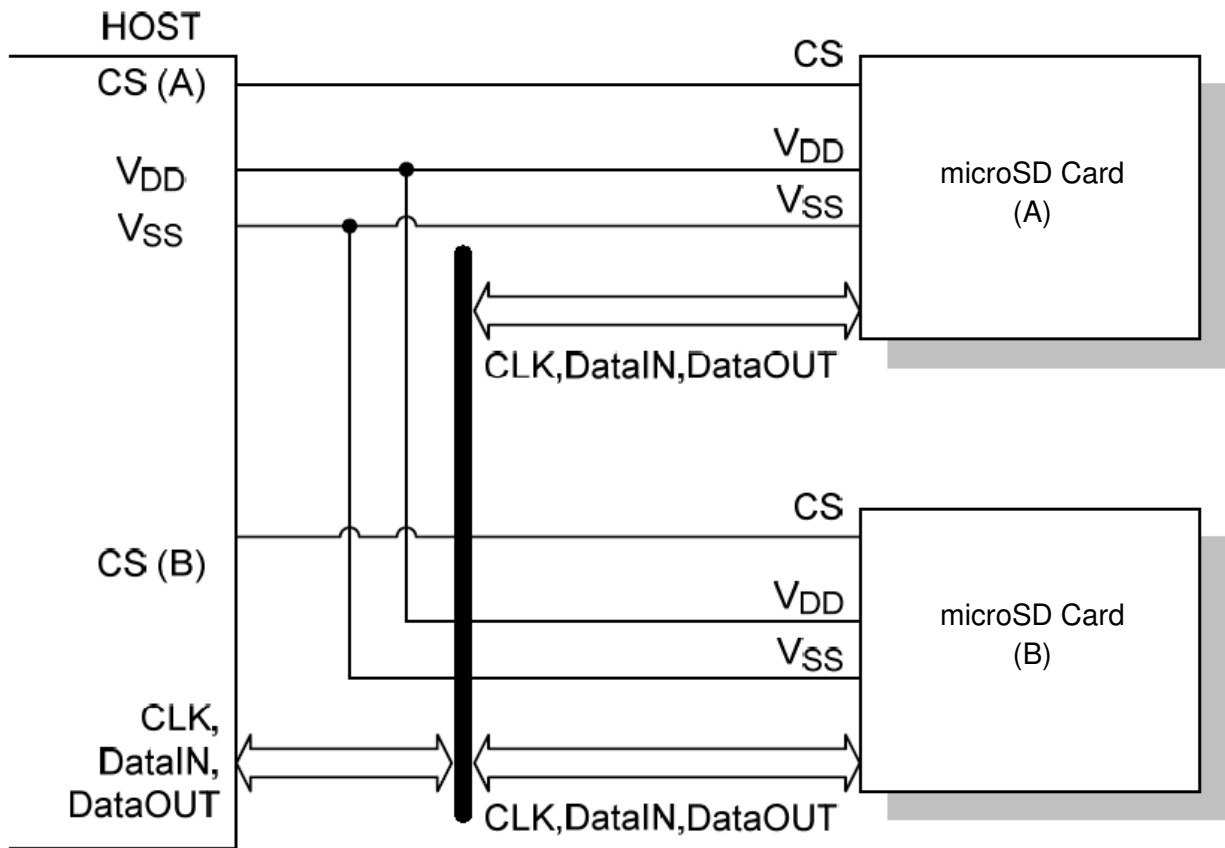 HOST
CS (A)
VDD
VSS
CS
VDD
VSS
microSD Card
(A)
CLK,DataIN,DataOUT
CS (B)
CS
VDD
VSS
microSD Card
(B)
CLK,
DataIN,
DataOUT
CLK,DataIN,DataOUT